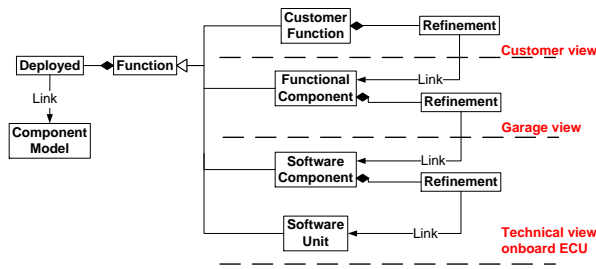 Customer
Function
Refinement
Customer view
Deployed
Function
Link
Functional
Component
Link
Refinement
Component
Model
Garage view
Software
Component
Link
Refinement
Software
Unit
Link
Technical view
onboard ECU